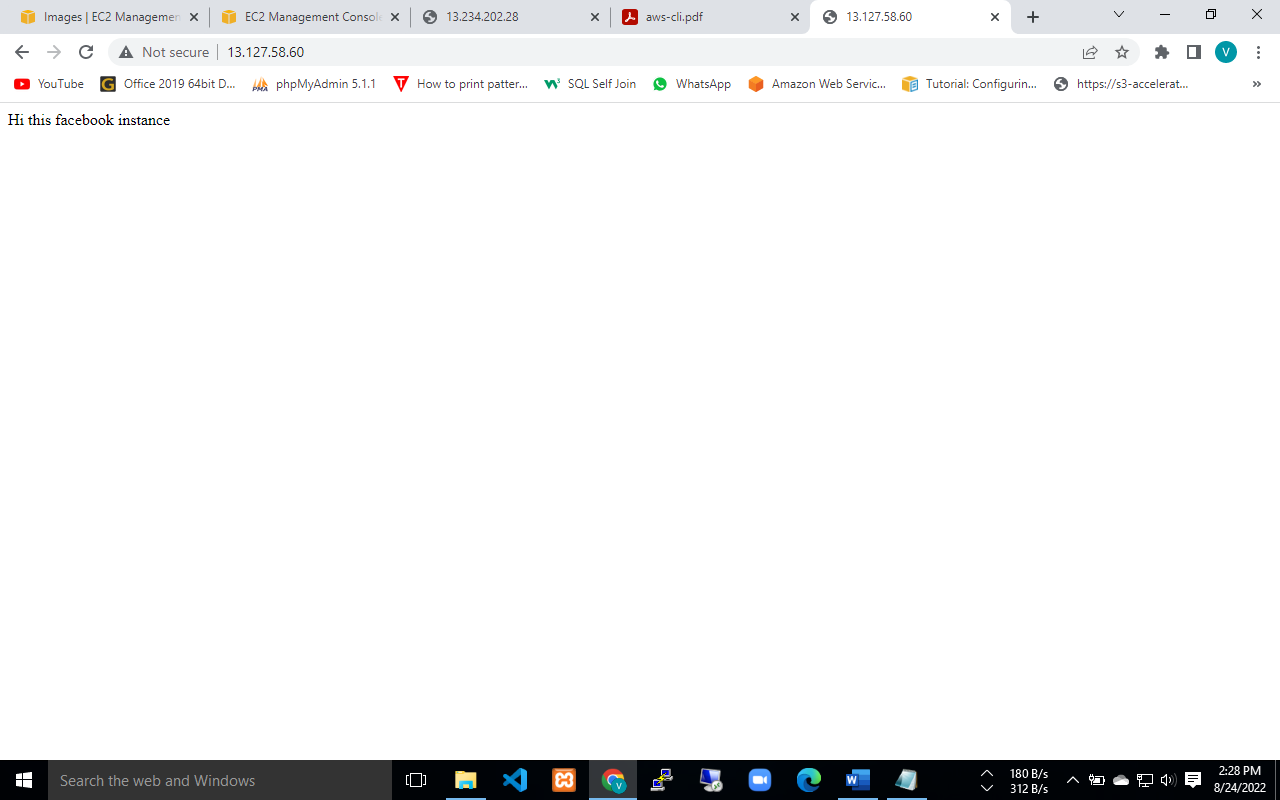 Images | EC2 Managemen
EC2 Management Consol
13.234.202.28
aws-cli.pdf
13.127.58.60
Not secure
13.127.58.60
V
YouTube
G
Office 2019 64bit D...
PMA
phpMyAdmin 5.1.1
T
How to print patter...
W3
SQL Self Join
WhatsApp
Amazon Web Servic...
Tutorial: Configurin...
https://s3-accelerat...
»
Hi this facebook instance
Search the web and Windows
V
W
180 B/s
312 B/s
2:28 PM
8/24/2022